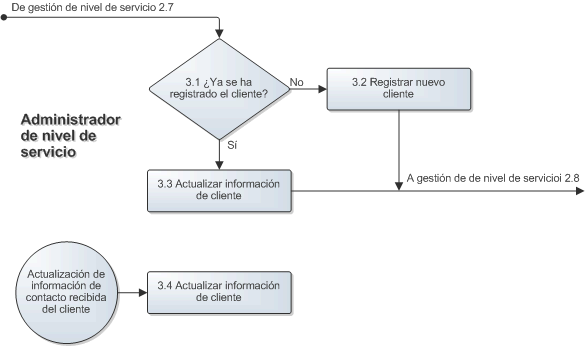 De gestión de nivel de servicio 2.7
3.1 ¿Ya se ha
registrado el cliente?
No
3.2 Registrar nuevo
cliente
Administrador
de nivel de
servicio
Sí
3.3 Actualizar información
de cliente
A gestión de de nivel de servicioi 2.8
Actualización de
información de
contacto recibida
del cliente
3.4 Actualizar información
de cliente